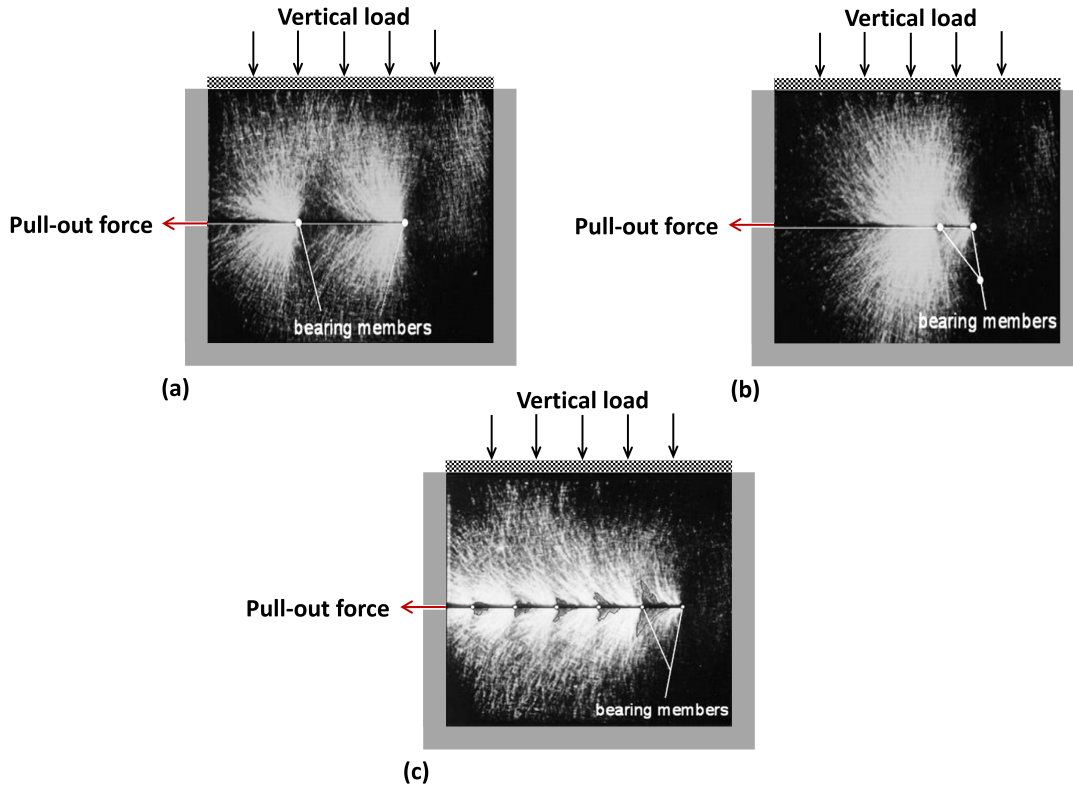 Vertical load
Pull-out force
bearing members
(a)
Vertical load
Pull-out force
bearing members
(b)
Vertical load
Pull-out force
bearing members
(c)